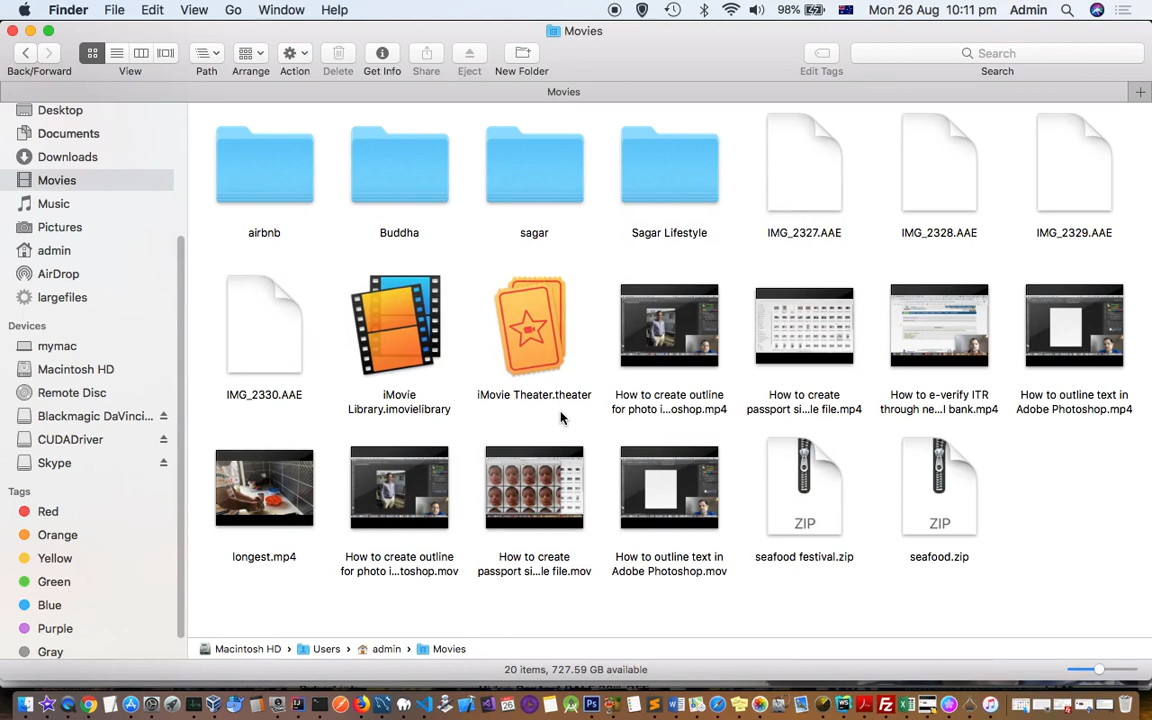 Finder File Edit View Go Window Help 98% Mon 26 Aug 10:11 pm Admin
Movies
Back/Forward View Path Arrange Action Delete Get Info Share Eject New Folder Edit Tags Search
Search
Movies
Desktop
Documents
Downloads
Movies
Music
Pictures
admin
AirDrop
largefiles
Devices
mymac
Macintosh HD
Remote Disc
Blackmagic DaVinci...
CUDADriver
Skype
Tags
Red
Orange
Yellow
Green
Blue
Purple
Gray
airbnb
Buddha
sagar
Sagar Lifestyle
IMG_2327.AAE
IMG_2328.AAE
IMG_2329.AAE
IMG_2330.AAE
iMovie
Library.imovielibrary
iMovie Theater.theater
How to create outline
for photo i...oshop.mp4
How to create
passport si...le file.mp4
How to e-verify ITR
through ne...l bank.mp4
How to outline text in
Adobe Photoshop.mp4
longest.mp4
How to create outline
for photo i...toshop.mov
How to create
passport si...le file.mov
How to outline text in
Adobe Photoshop.mov
ZIP
seafood festival.zip
ZIP
seafood.zip
Macintosh HD › Users › admin › Movies
20 items, 727.59 GB available